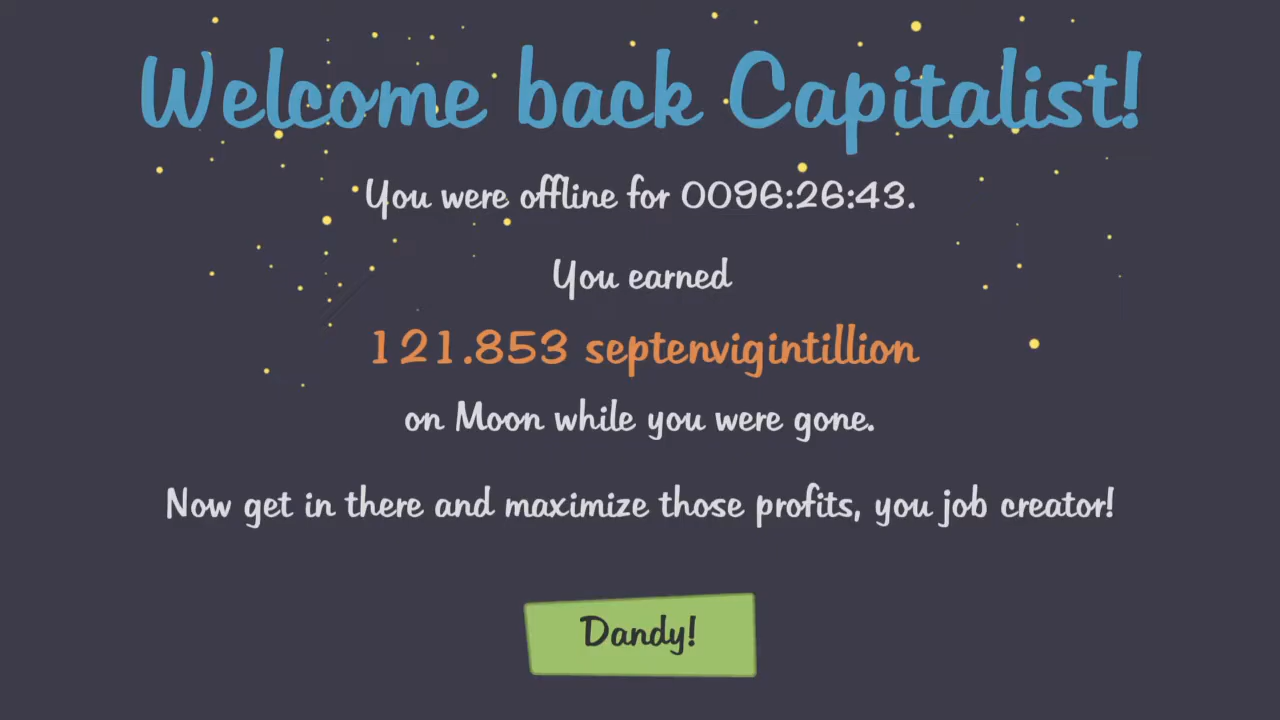 Welcome back Capitalist!
You were offline for 0096:26:43.
You earned
121.853 septenvigintillion
on Moon while you were gone.
Now get in there and maximize those profits, you job creator!
Dandy!